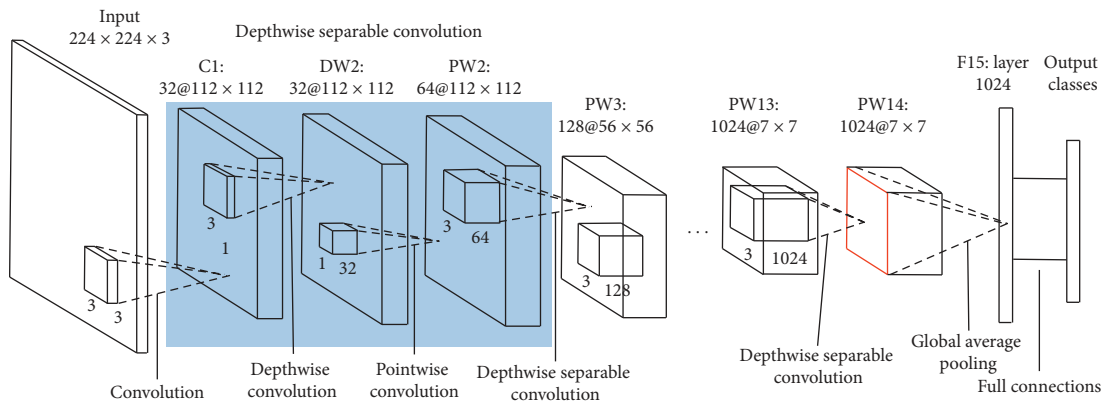 Input
224 × 224 × 3
Depthwise separable convolution
C1:
32@112 × 112
DW2:
32@112 × 112
PW2:
64@112 × 112
PW3:
128@56 × 56
PW13:
1024@7 × 7
PW14:
1024@7 × 7
F15: layer
1024
Output
classes
3
3
3
1
1
32
3
64
3
128
...
3
1024
Convolution
Depthwise
convolution
Pointwise
convolution
Depthwise separable
convolution
Depthwise separable
convolution
Global average
pooling
Full connections